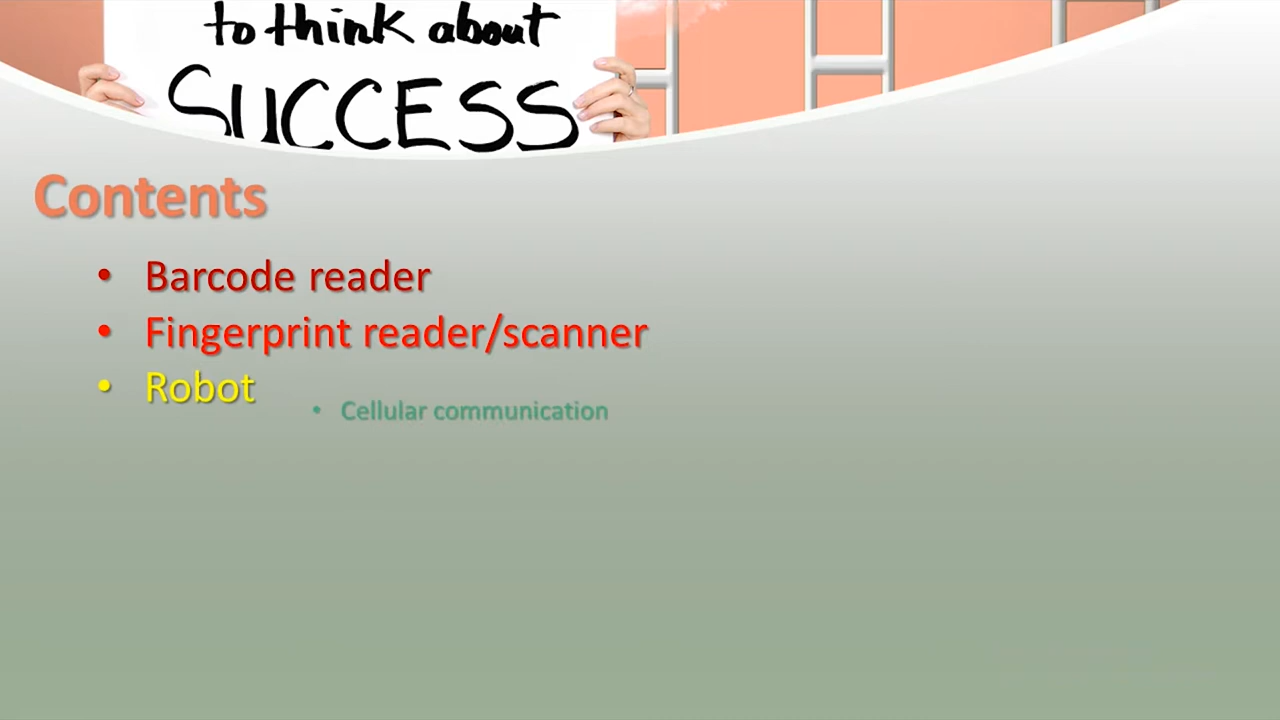 to think about
SUCCESS
Contents
• Barcode reader
• Fingerprint reader/scanner
• Robot
• Cellular communication